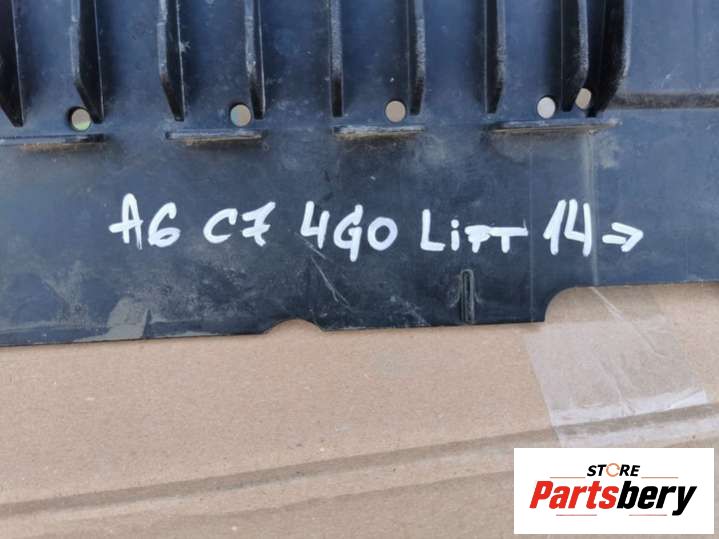 A6 C7 4G0 LiFT 14→
STORE
Partsbery